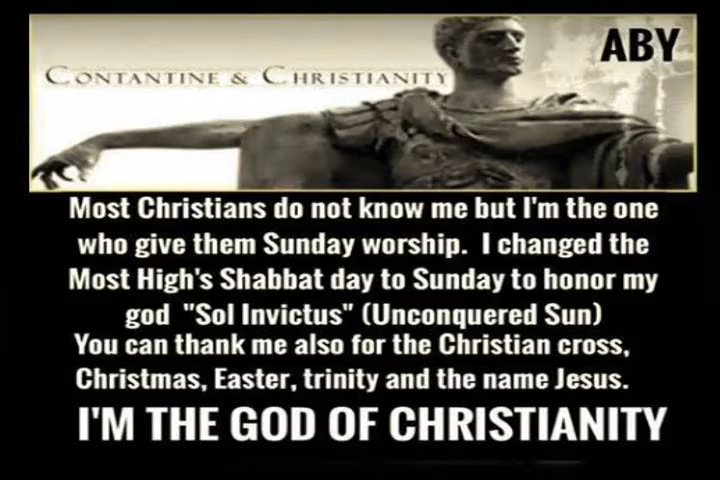 ABY
CONTANTINE & CHRISTIANITY
Most Christians do not know me but I'm the one
who give them Sunday worship. I changed the
Most High's Shabbat day to Sunday to honor my
god "Sol Invictus" (Unconquered Sun)
You can thank me also for the Christian cross,
Christmas, Easter, trinity and the name Jesus.
I'M THE GOD OF CHRISTIANITY